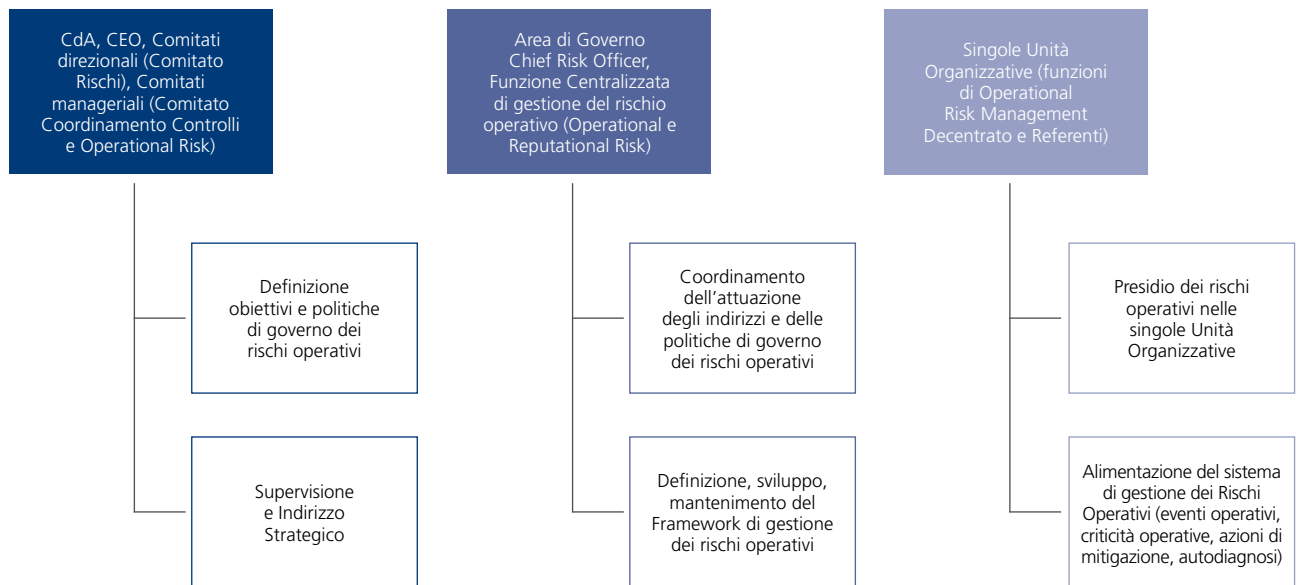 CdA, CEO, Comitati
direzionali (Comitato
Rischi), Comitati
manageriali (Comitato
Coordinamento Controlli
e Operational Risk)
Definizione
obiettivi e politiche
di governo dei
rischi operativi
Supervisione
e Indirizzo
Strategico
Area di Governo
Chief Risk Officer,
Funzione Centralizzata
di gestione del rischio
operativo (Operational e
Reputational Risk)
Coordinamento
dell'attuazione
degli indirizzi e delle
politiche di governo
dei rischi operativi
Definizione, sviluppo,
mantenimento del
Framework di gestione
dei rischi operativi
Singole Unità
Organizzative (funzioni
di Operational
Risk Management
Decentrato e Referenti)
Presidio dei rischi
operativi nelle
singole Unità
Organizzative
Alimentazione del sistema
di gestione dei Rischi
Operativi (eventi operativi,
criticità operative, azioni di
mitigazione, autodiagnosi)